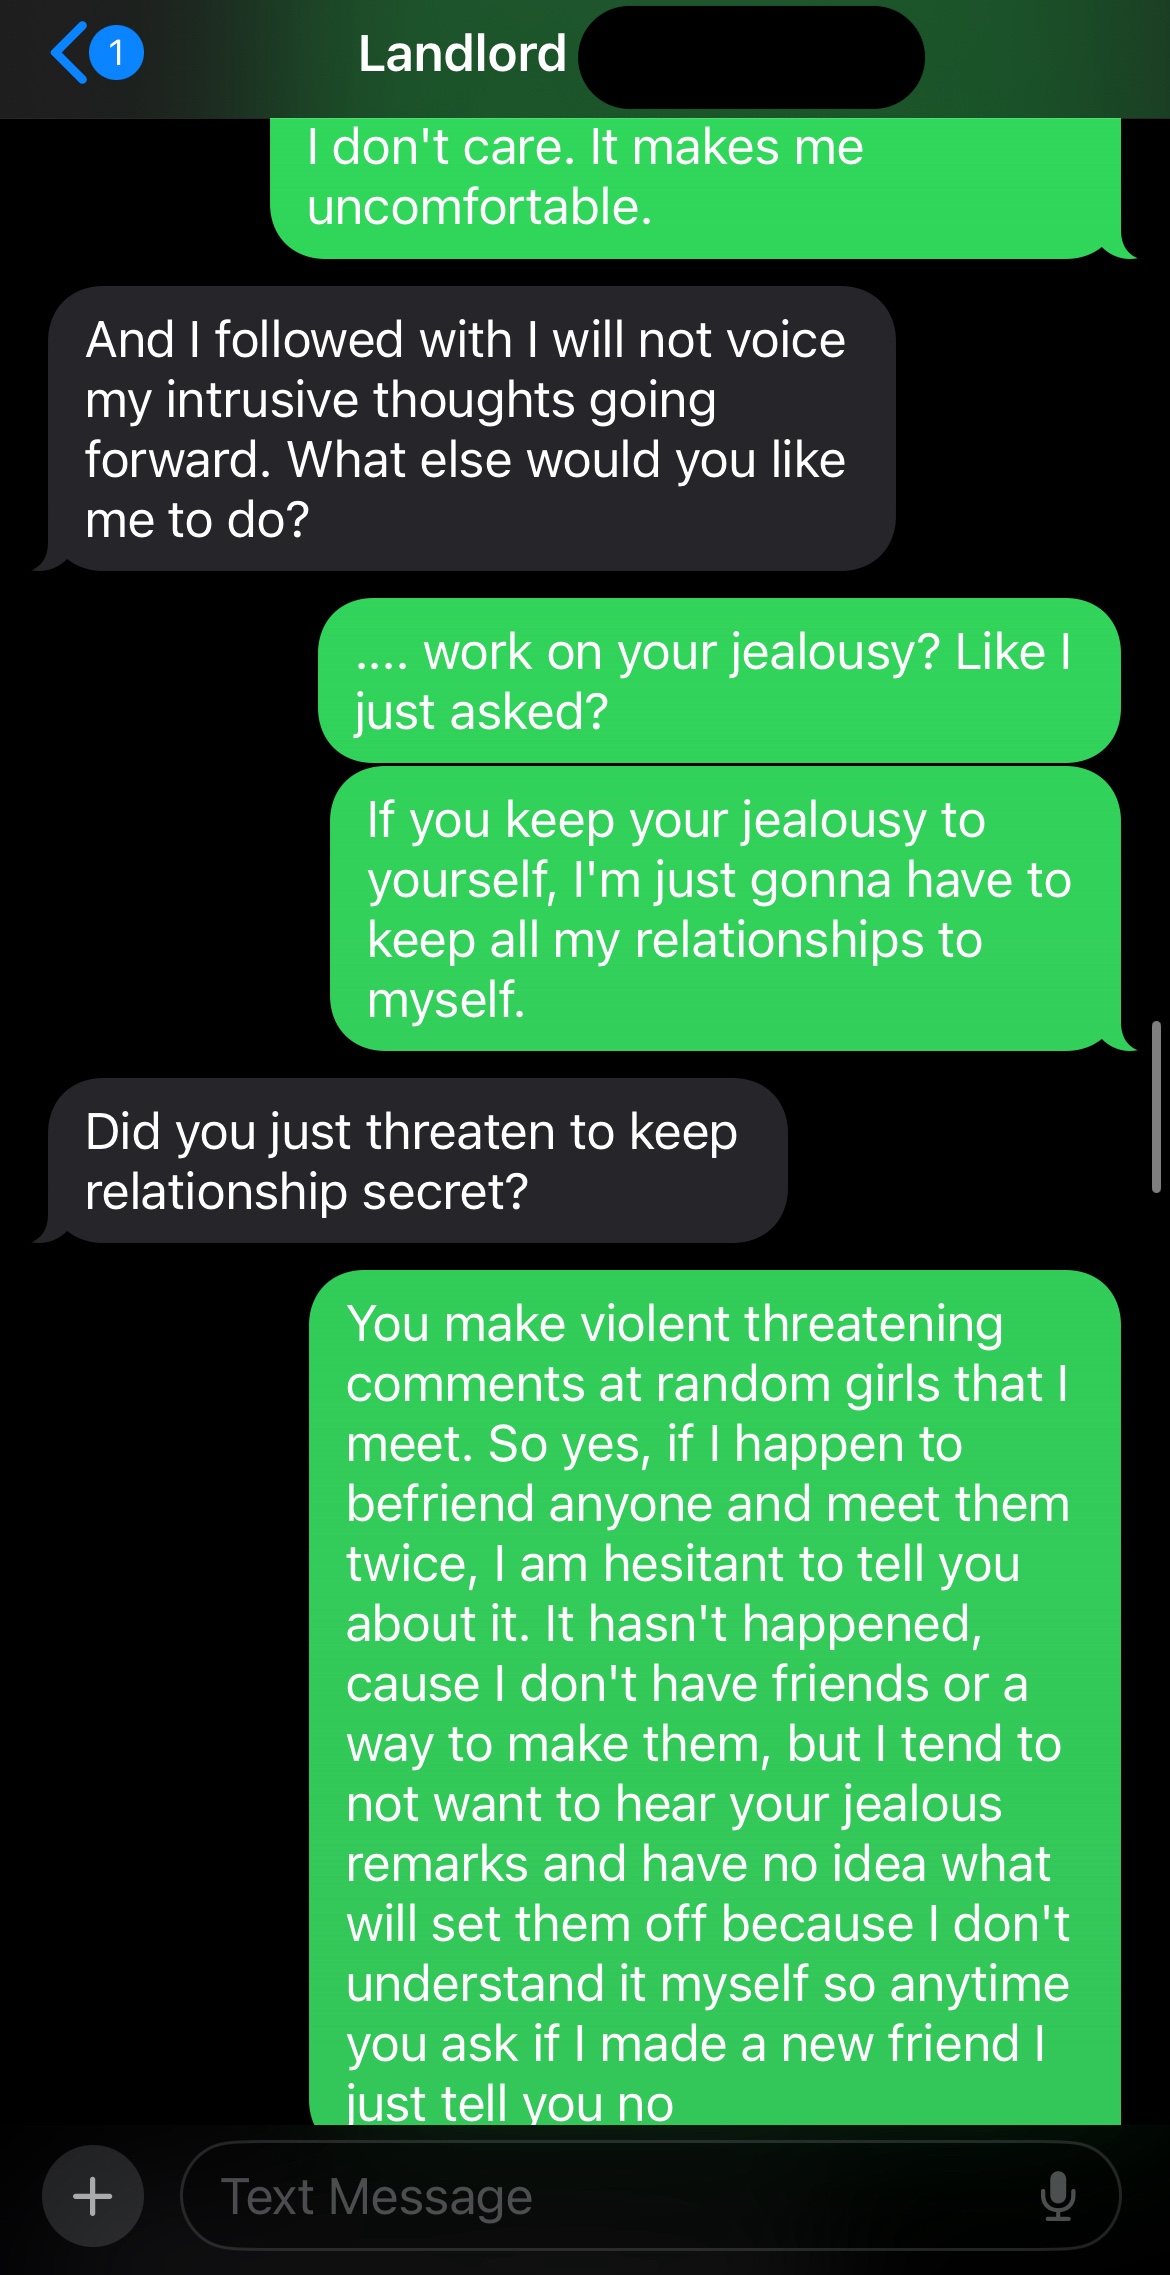 1
Landlord
I don't care. It makes me
uncomfortable.
And I followed with I will not voice
my intrusive thoughts going
forward. What else would you like
me to do?
.... work on your jealousy? Like I
just asked?
If you keep your jealousy to
yourself, I'm just gonna have to
keep all my relationships to
myself.
Did you just threaten to keep
relationship secret?
You make violent threatening
comments at random girls that I
meet. So yes, if I happen to
befriend anyone and meet them
twice, I am hesitant to tell you
about it. It hasn't happened,
cause I don't have friends or a
way to make them, but I tend to
not want to hear your jealous
remarks and have no idea what
will set them off because I don't
understand it myself so anytime
you ask if I made a new friend I
just tell you no
Text Message